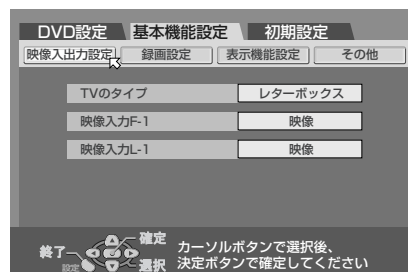 DVD設定 基本機能設定 初期設定
映像入出力設定 録画設定 表示機能設定 その他
TVのタイプ レターボックス
映像入力F-1 映像
映像入力L-1 映像
確定
終了
設定 選択
カーソルボタンで選択後、
決定ボタンで確定してください